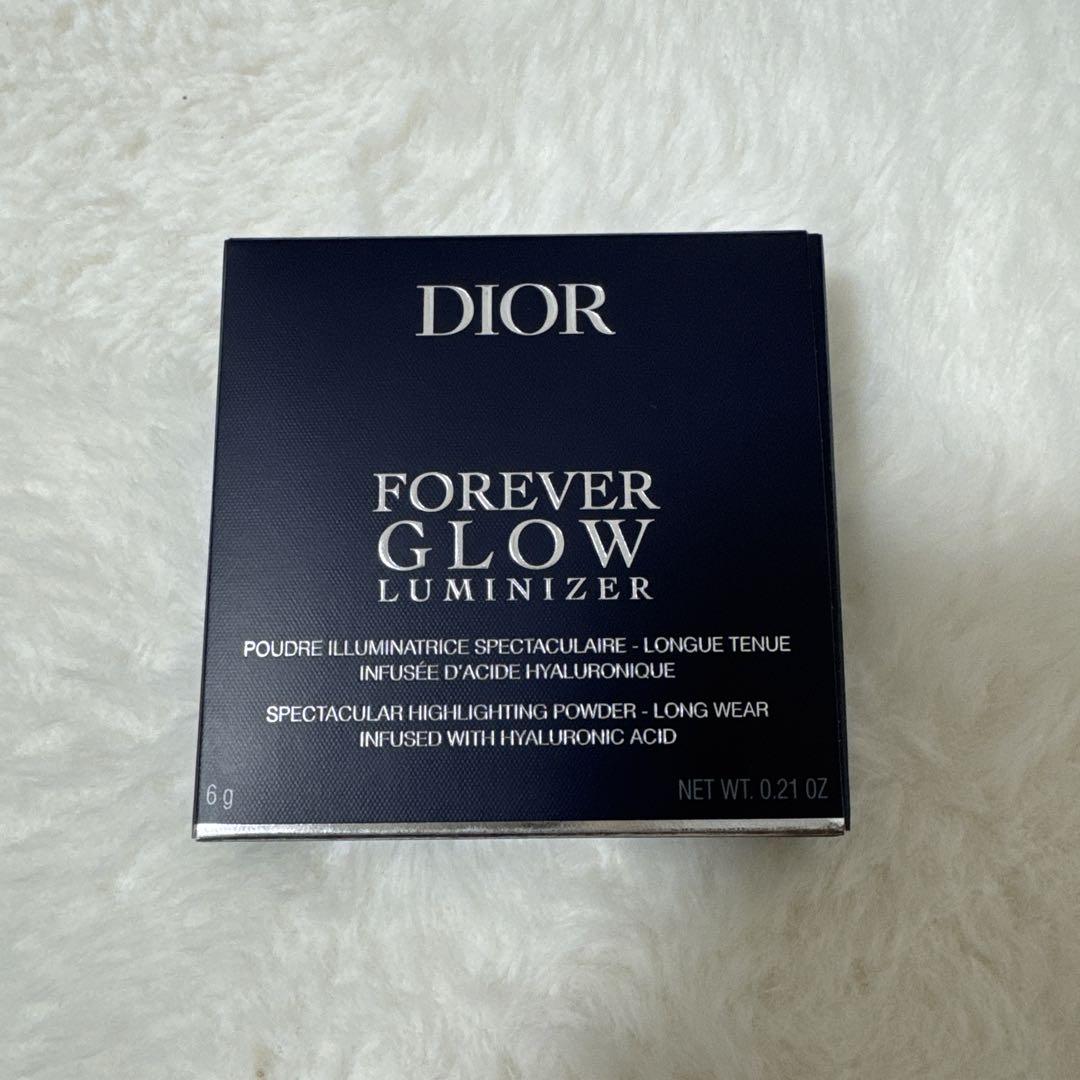 DIOR
FOREVER
GLOW
LUMINIZER
POUDRE ILLUMINATRICE SPECTACULAIRE - LONGUE TENUE
INFUSÉE D'ACIDE HYALURONIQUE
SPECTACULAR HIGHLIGHTING POWDER - LONG WEAR
INFUSED WITH HYALURONIC ACID
6 g NET WT. 0.21 OZ